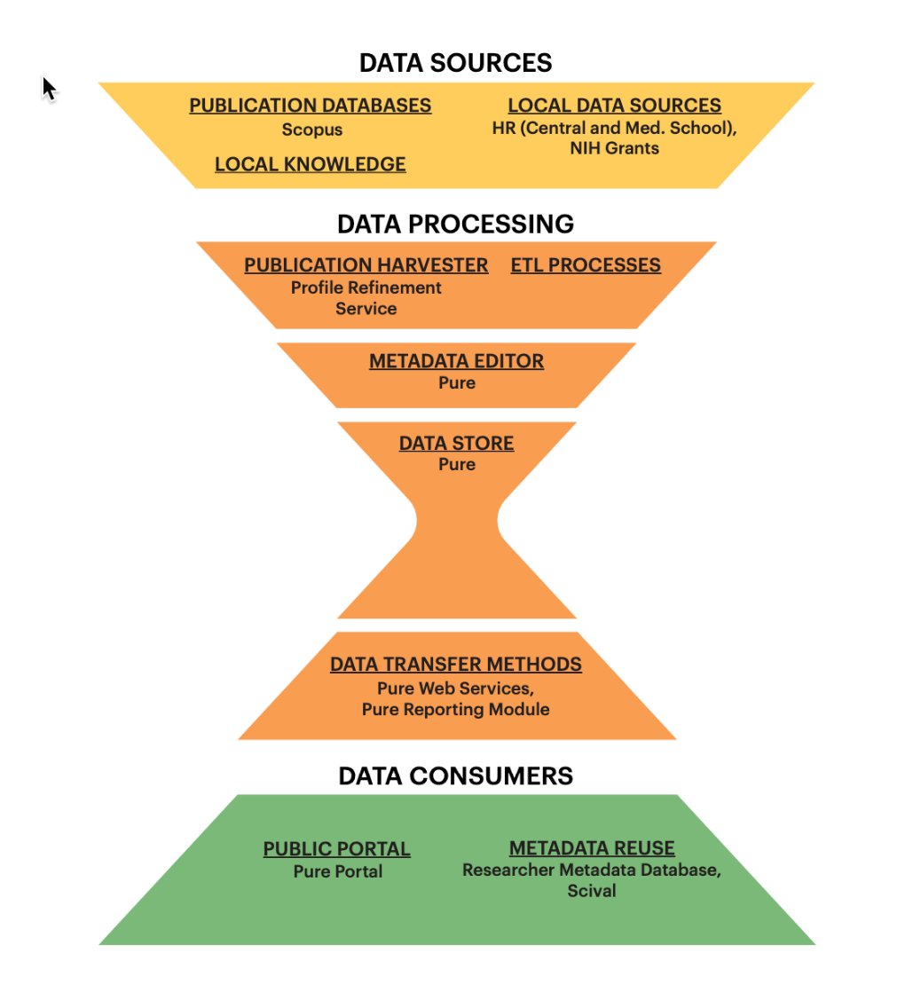 DATA SOURCES
PUBLICATION DATABASES
Scopus
LOCAL KNOWLEDGE
LOCAL DATA SOURCES
HR (Central and Med. School),
NIH Grants
DATA PROCESSING
PUBLICATION HARVESTER
Profile Refinement
Service
ETL PROCESSES
METADATA EDITOR
Pure
DATA STORE
Pure
DATA TRANSFER METHODS
Pure Web Services,
Pure Reporting Module
DATA CONSUMERS
PUBLIC PORTAL
Pure Portal
METADATA REUSE
Researcher Metadata Database,
Scival